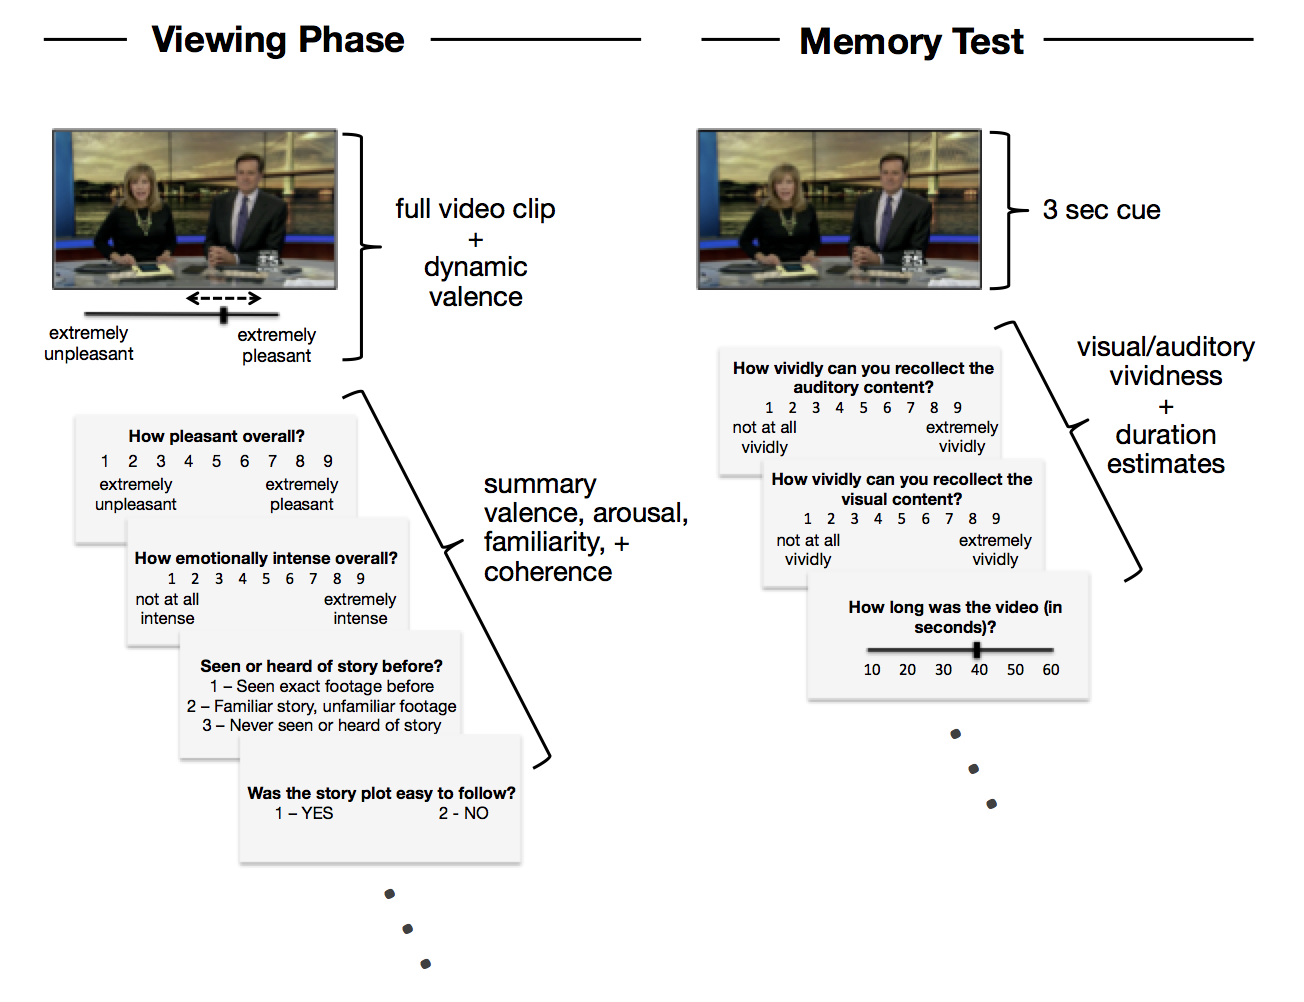 Viewing Phase
full video clip
+
dynamic
valence
extremely
unpleasant
extremely
pleasant
How pleasant overall?
1 2 3 4 5 6 7 8 9
extremely
unpleasant
extremely
pleasant
How emotionally intense overall?
1 2 3 4 5 6 7 8 9
not at all
intense
extremely
intense
Seen or heard of story before?
1 – Seen exact footage before
2 – Familiar story, unfamiliar footage
3 – Never seen or heard of story
Was the story plot easy to follow?
1 – YES 2 - NO
summary
valence, arousal,
familiarity, +
coherence
Memory Test
3 sec cue
How vividly can you recollect the
auditory content?
1 2 3 4 5 6 7 8 9
not at all
vividly
extremely
vividly
How vividly can you recollect the
visual content?
1 2 3 4 5 6 7 8 9
not at all
vividly
extremely
vividly
How long was the video (in
seconds)?
10 20 30 40 50 60
visual/auditory
vividness
+
duration
estimates